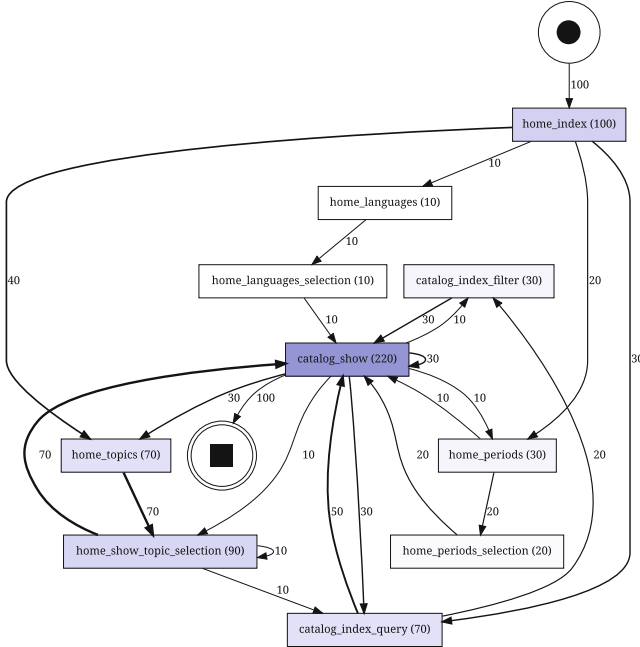 100
home_index (100)
10
home_languages (10)
10
40
home_languages_selection (10)
catalog_index_filter (30)
20
10
30
10
catalog_show (220)
30
30
30
100
10
10
70
home_topics (70)
10
20
20
home_periods (30)
70
50
30
20
home_show_topic_selection (90)
10
home_periods_selection (20)
10
catalog_index_query (70)